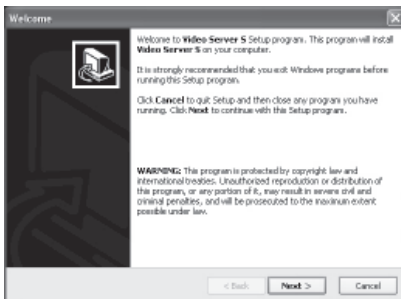 Welcome
Welcome to Video Server S Setup program. This program will install
Video Server S on your computer.
It is strongly recommended that you exit Windows programs before
running this Setup program.
Click Cancel to quit Setup and then close any program you have
running. Click Next to continue with this Setup program.
WARNING: This program is protected by copyright law and
international treaties. Unauthorized reproduction or distribution of
this program, or any portion of it, may result in severe civil and
criminal penalties, and will be prosecuted to the maximum extent
possible under law.
< Back Next > Cancel